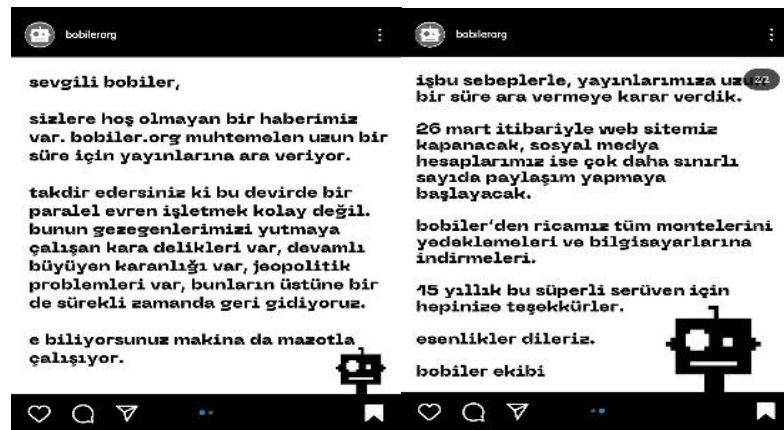 bobilerorg
sevgili bobiler,
sizlere hoş olmayan bir haberimiz
var. bobiler.org muhtemelen uzun bir
süre için yayınlarına ara veriyor.
takdir edersiniz ki bu devirde bir
paralel evren işletmek kolay değil.
bunun gezegenlerimizi yutmaya
çalışan kara delikleri var, devamlı
büyüyen karanlığı var, jeopolitik
problemleri var, bunların üstüne bir
de sürekli zamanda geri gidiyoruz.
e biliyorsunuz makina da mazotla
çalışıyor.
bobilerorg
2/2
işbu sebeplerle, yayınlarımıza uzun
bir süre ara vermeye karar verdik.
26 mart itibariyle web sitemiz
kapanacak, sosyal medya
hesaplarımız ise çok daha sınırlı
sayıda paylaşım yapmaya
başlayacak.
bobiler'den ricamız tüm montelerini
yedeklemeleri ve bilgisayarlarına
indirmeleri.
15 yıllık bu süperli serüven için
hepinize teşekkürler.
esenlikler dileriz.
bobiler ekibi